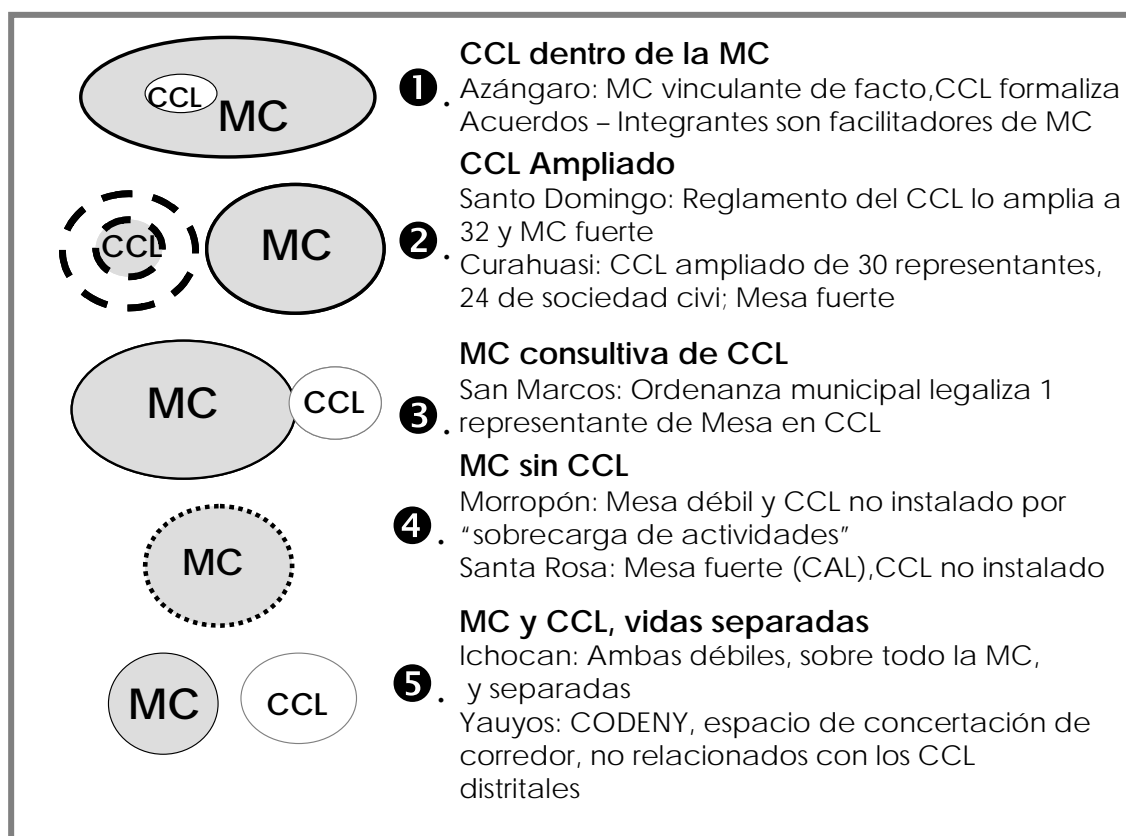 CCL MC
❶.
CCL dentro de la MC
Azángaro: MC vinculante de facto,CCL formaliza
Acuerdos – Integrantes son facilitadores de MC
CCL MC
❷.
CCL Ampliado
Santo Domingo: Reglamento del CCL lo amplia a
32 y MC fuerte
Curahuasi: CCL ampliado de 30 representantes,
24 de sociedad civi; Mesa fuerte
MC CCL
❸.
MC consultiva de CCL
San Marcos: Ordenanza municipal legaliza 1
representante de Mesa en CCL
MC
❹.
MC sin CCL
Morropón: Mesa débil y CCL no instalado por
“sobrecarga de actividades”
Santa Rosa: Mesa fuerte (CAL),CCL no instalado
MC CCL
❺.
MC y CCL, vidas separadas
Ichocan: Ambas débiles, sobre todo la MC,
y separadas
Yauyos: CODENY, espacio de concertación de
corredor, no relacionados con los CCL
distritales